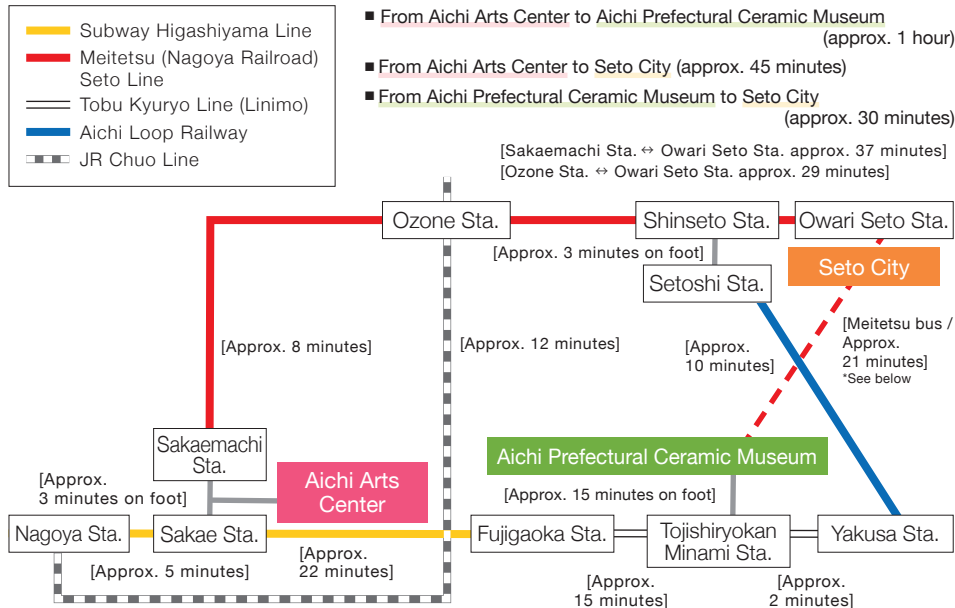 Subway Higashiyama Line
Meitetsu (Nagoya Railroad)
Seto Line
Tobu Kyuryo Line (Linimo)
Aichi Loop Railway
JR Chuo Line
■ From Aichi Arts Center to Aichi Prefectural Ceramic Museum
(approx. 1 hour)
■ From Aichi Arts Center to Seto City (approx. 45 minutes)
■ From Aichi Prefectural Ceramic Museum to Seto City
(approx. 30 minutes)
[Sakaemachi Sta. ↔ Owari Seto Sta. approx. 37 minutes]
[Ozone Sta. ↔ Owari Seto Sta. approx. 29 minutes]
Ozone Sta.
Shinseto Sta.
Owari Seto Sta.
[Approx. 3 minutes on foot]
Setoshi Sta.
Seto City
[Approx. 8 minutes]
[Approx. 12 minutes]
[Approx.
10 minutes]
[Meitetsu bus /
Approx.
21 minutes]
*See below
Sakaemachi
Sta.
Aichi Arts
Center
Aichi Prefectural Ceramic Museum
[Approx.
3 minutes on foot]
[Approx. 15 minutes on foot]
Nagoya Sta.
Sakae Sta.
Fujigaoka Sta.
Tojishiryokan
Minami Sta.
Yakusa Sta.
[Approx. 5 minutes]
[Approx.
22 minutes]
[Approx.
15 minutes]
[Approx.
2 minutes]